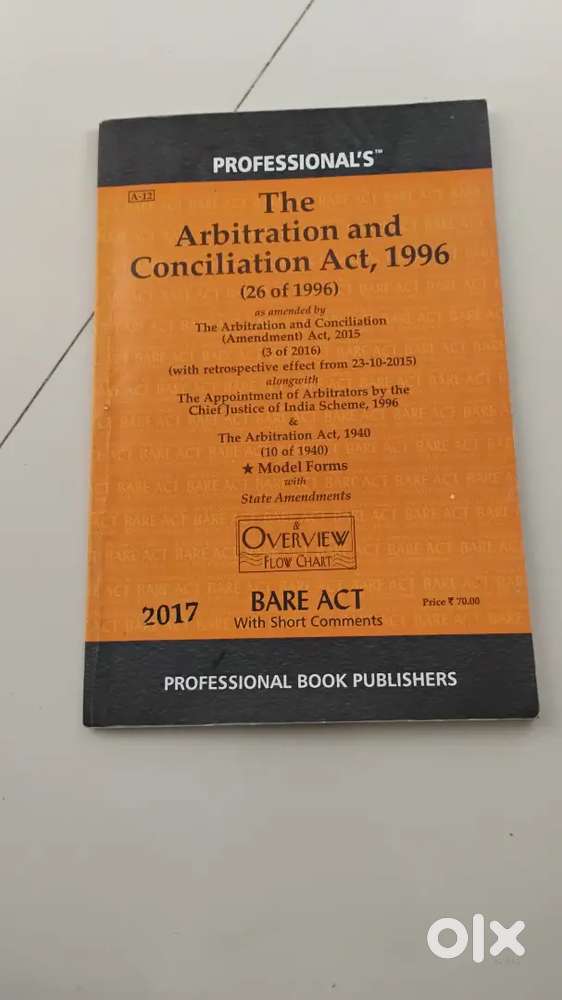 PROFESSIONAL'S™
A-12
The
Arbitration and
Conciliation Act, 1996
(26 of 1996)
as amended by
The Arbitration and Conciliation
(Amendment) Act, 2015
(3 of 2016)
(with retrospective effect from 23-10-2015)
alongwith
The Appointment of Arbitrators by the
Chief Justice of India Scheme, 1996
&
The Arbitration Act, 1940
(10 of 1940)
★ Model Forms
with
State Amendments
&
OVERVIEW
FLOW CHART
2017
BARE ACT
Price ₹ 70.00
With Short Comments
PROFESSIONAL BOOK PUBLISHERS
olx